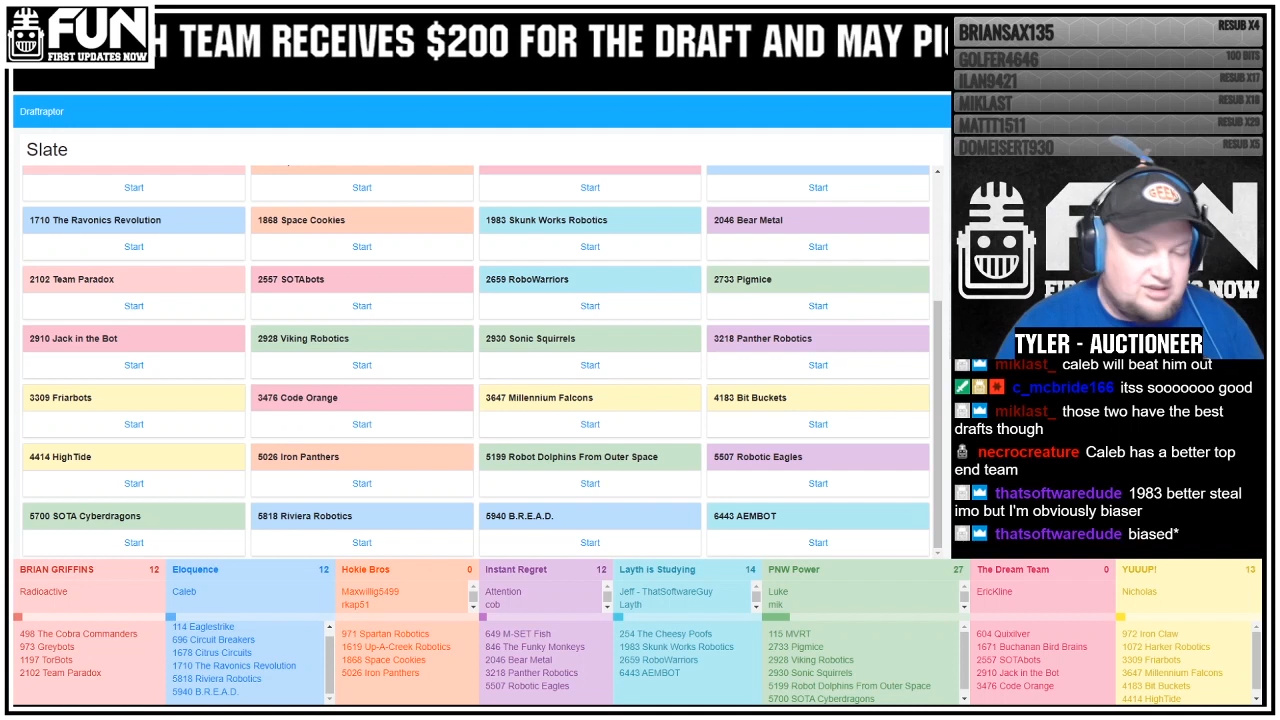 FUN
FIRST UPDATES NOW
H TEAM RECEIVES $200 FOR THE DRAFT AND MAY PI
BRIANSAX135 RESUB X4
GOLFER4646 100 BITS
ILAN9421 RESUB X17
MIKLAST RESUB X18
MATTT1511 RESUB X29
DOMEISERT930 RESUB X5
Draftraptor
Slate
Start Start Start Start
1710 The Ravonics Revolution 1868 Space Cookies 1983 Skunk Works Robotics 2046 Bear Metal
Start Start Start Start
2102 Team Paradox 2557 SOTAbots 2659 RoboWarriors 2733 Pigmice
Start Start Start Start
2910 Jack in the Bot 2928 Viking Robotics 2930 Sonic Squirrels 3218 Panther Robotics
Start Start Start Start
3309 Friarbots 3476 Code Orange 3647 Millennium Falcons 4183 Bit Buckets
Start Start Start Start
4414 HighTide 5026 Iron Panthers 5199 Robot Dolphins From Outer Space 5507 Robotic Eagles
Start Start Start Start
5700 SOTA Cyberdragons 5818 Riviera Robotics 5940 B.R.E.A.D. 6443 AEMBOT
Start Start Start Start
GEEK
TYLER - AUCTIONEER
miklast_ caleb will beat him out
c_mcbride166 itss sooooooo good
miklast_ those two have the best
drafts though
necrocreature Caleb has a better top
end team
thatsoftwaredude 1983 better steal
imo but I'm obviously biaser
thatsoftwaredude biased*
BRIAN GRIFFINS 12
Radioactive
498 The Cobra Commanders
973 Greybots
1197 TorBots
2102 Team Paradox
Eloquence 12
Caleb
114 Eaglestrike
696 Circuit Breakers
1678 Citrus Circuits
1710 The Ravonics Revolution
5818 Riviera Robotics
5940 B.R.E.A.D.
Hokie Bros 0
Maxwillig5499
rkap51
971 Spartan Robotics
1619 Up-A-Creek Robotics
1868 Space Cookies
5026 Iron Panthers
Instant Regret 12
Attention
cob
649 M-SET Fish
846 The Funky Monkeys
2046 Bear Metal
3218 Panther Robotics
5507 Robotic Eagles
Layth is Studying 14
Jeff - ThatSoftwareGuy
Layth
254 The Cheesy Poofs
1983 Skunk Works Robotics
2659 RoboWarriors
6443 AEMBOT
PNW Power 27
Luke
mik
115 MVRT
2733 Pigmice
2928 Viking Robotics
2930 Sonic Squirrels
5199 Robot Dolphins From Outer Space
5700 SOTA Cyberdragons
The Dream Team 0
EricKline
604 Quixilver
1671 Buchanan Bird Brains
2557 SOTAbots
2910 Jack in the Bot
3476 Code Orange
YUUUP! 13
Nicholas
972 Iron Claw
1072 Harker Robotics
3309 Friarbots
3647 Millennium Falcons
4183 Bit Buckets
4414 HighTide